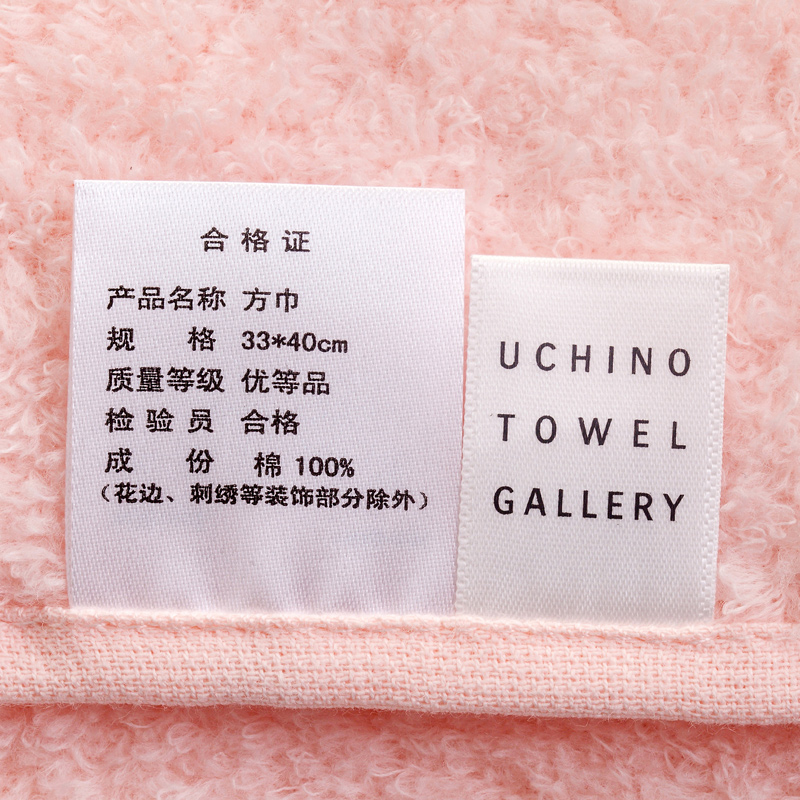 合格证
产品名称 方巾
规 格 33*40cm
质量等级 优等品
检验员 合格
成 份 棉 100%
（花边、刺绣等装饰部分除外）
UCHINO
TOWEL
GALLERY